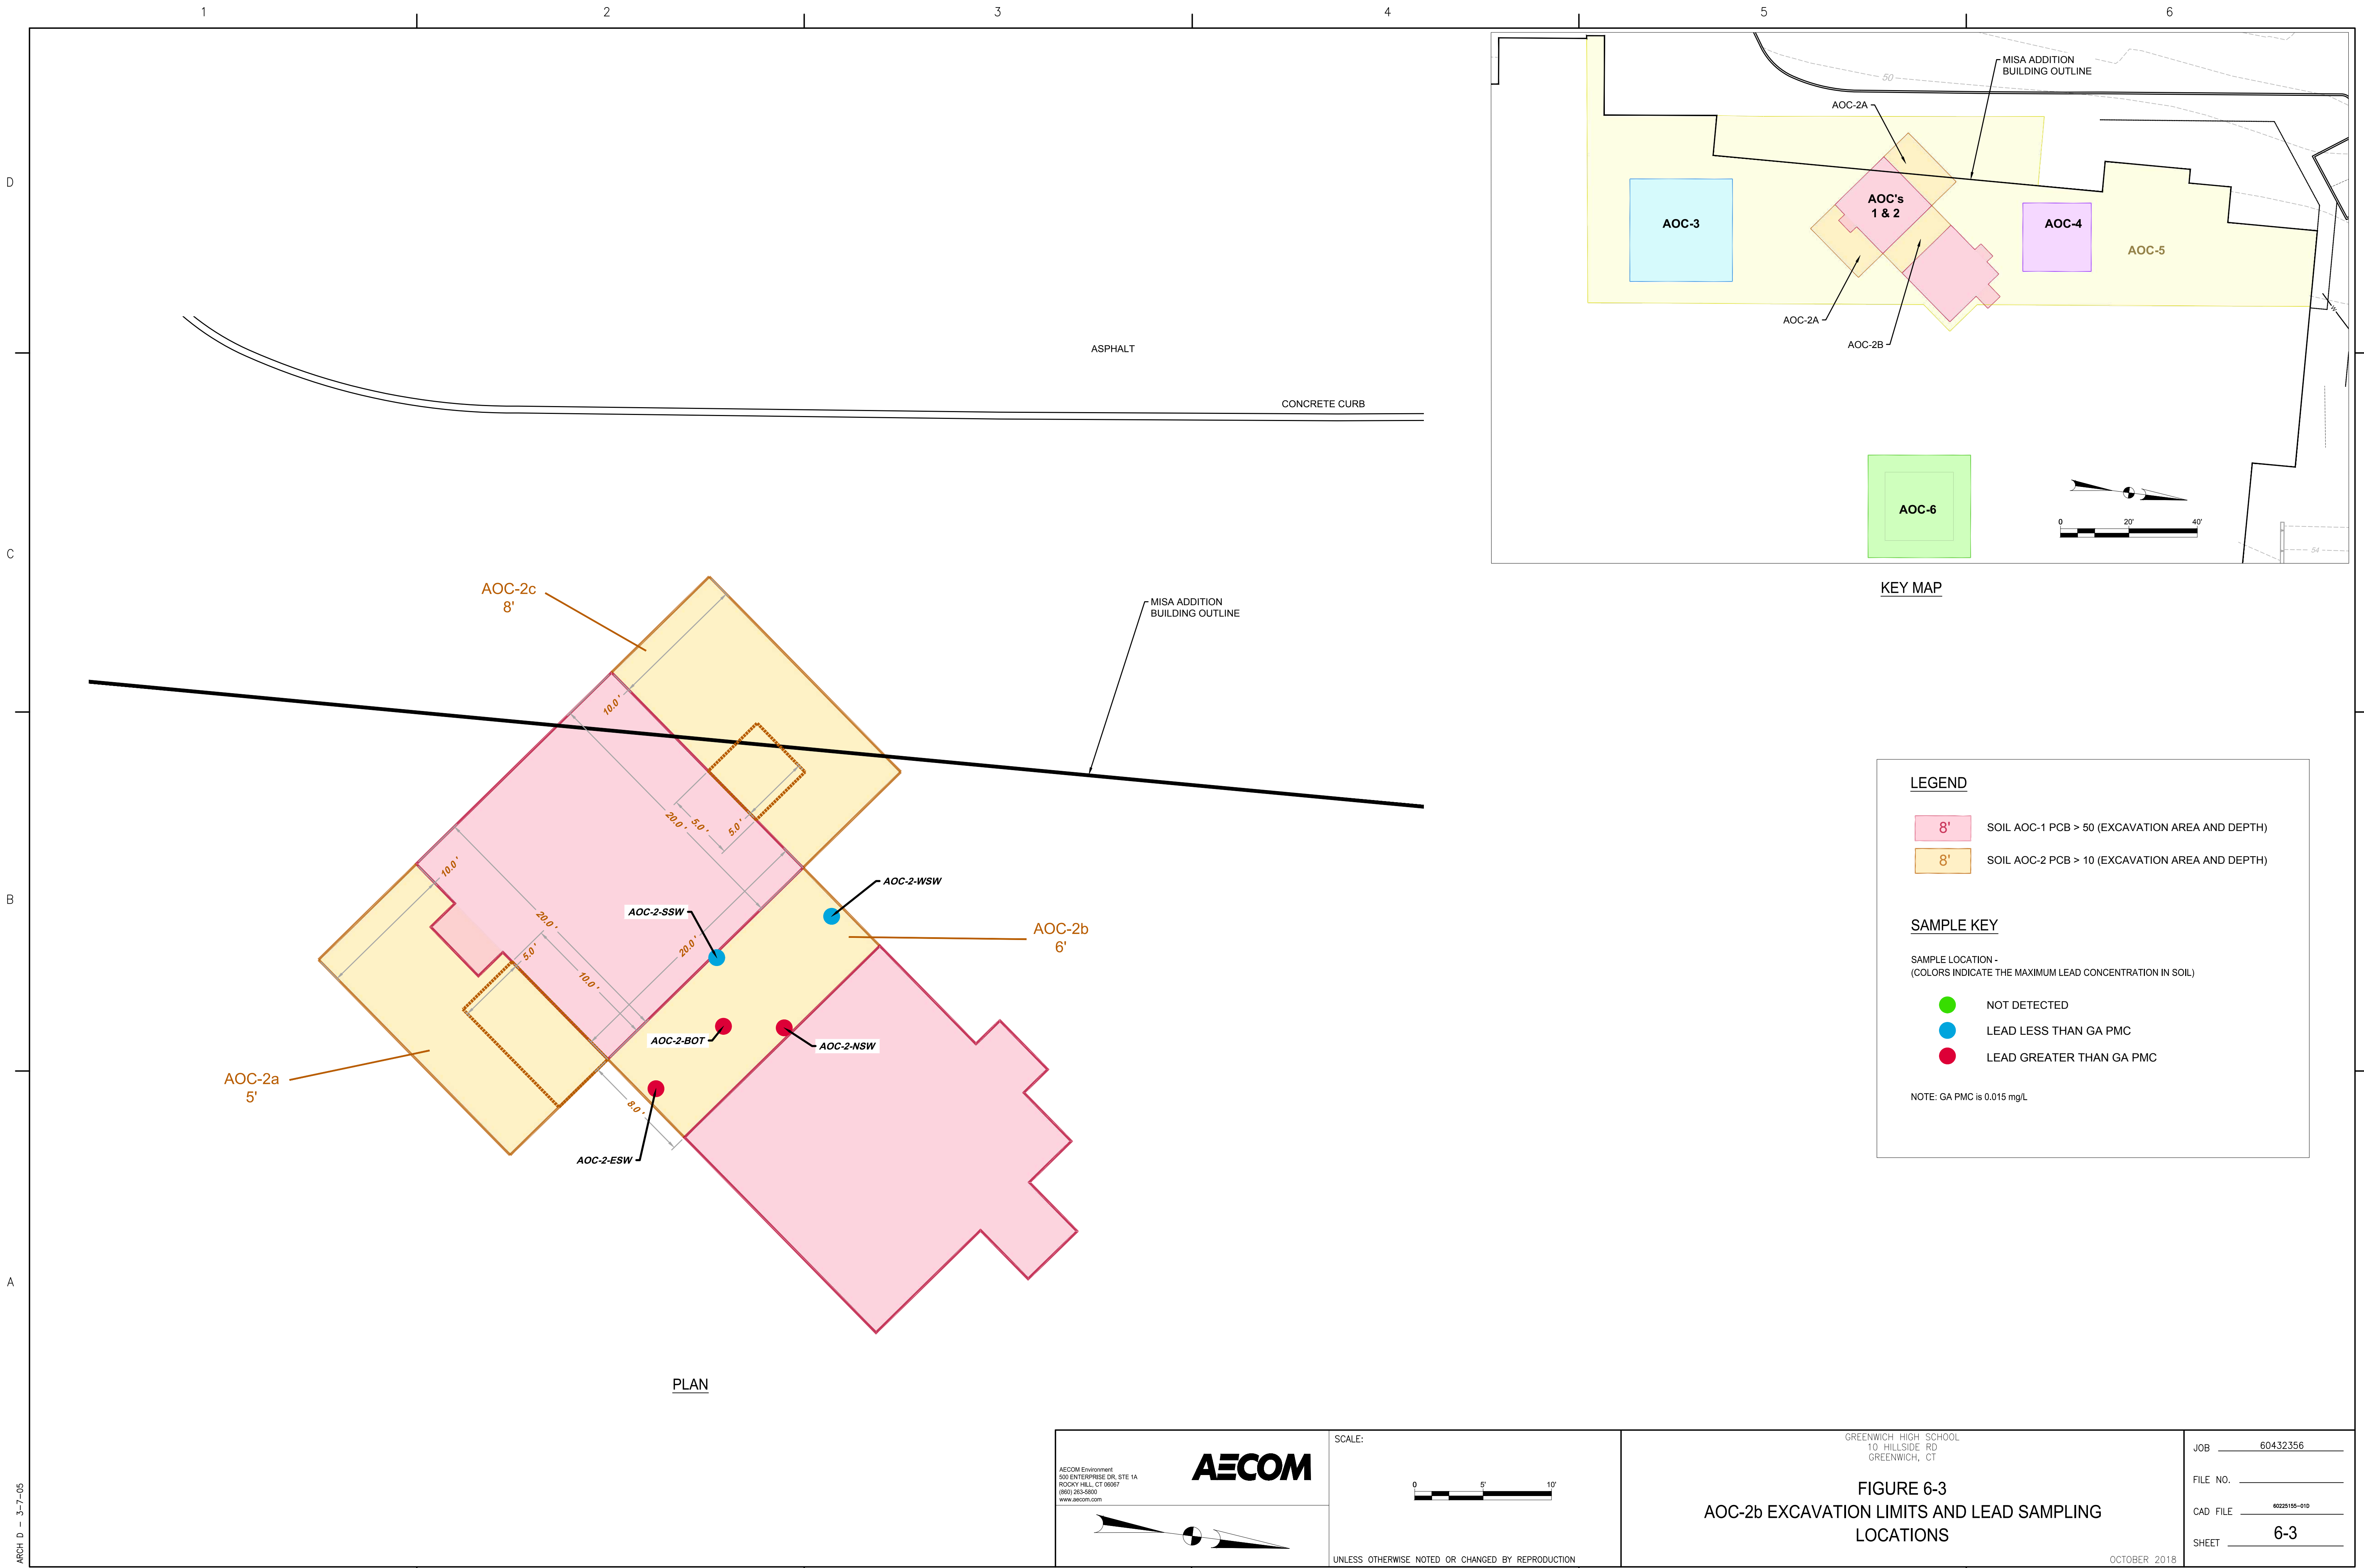 1 2 3 4 5 6
D
C
B
A
MISA ADDITION
BUILDING OUTLINE
50
AOC-2A
AOC's
1 & 2
AOC-3
AOC-4
AOC-5
AOC-2A
AOC-2B
AOC-6
0 20' 40'
54
W
KEY MAP
ASPHALT
CONCRETE CURB
AOC-2c
8'
MISA ADDITION
BUILDING OUTLINE
10.0 '
20.0 '
5.0 '
5.0 '
10.0 '
20.0 '
5.0 '
10.0 '
20.0 '
8.0 '
AOC-2-WSW
AOC-2-SSW
AOC-2b
6'
AOC-2-BOT
AOC-2-NSW
AOC-2a
5'
AOC-2-ESW
PLAN
LEGEND
8' SOIL AOC-1 PCB > 50 (EXCAVATION AREA AND DEPTH)
8' SOIL AOC-2 PCB > 10 (EXCAVATION AREA AND DEPTH)
SAMPLE KEY
SAMPLE LOCATION -
(COLORS INDICATE THE MAXIMUM LEAD CONCENTRATION IN SOIL)
NOT DETECTED
LEAD LESS THAN GA PMC
LEAD GREATER THAN GA PMC
NOTE: GA PMC is 0.015 mg/L
AECOM Environment
500 ENTERPRISE DR, STE 1A
ROCKY HILL, CT 06067
(860) 263-5800
www.aecom.com
AECOM
SCALE:
0 5' 10'
UNLESS OTHERWISE NOTED OR CHANGED BY REPRODUCTION
GREENWICH HIGH SCHOOL
10 HILLSIDE RD
GREENWICH, CT
FIGURE 6-3
AOC-2b EXCAVATION LIMITS AND LEAD SAMPLING
LOCATIONS
OCTOBER 2018
JOB 60432356
FILE NO.
CAD FILE 60225155-01D
SHEET 6-3
ARCH D - 3-7-05